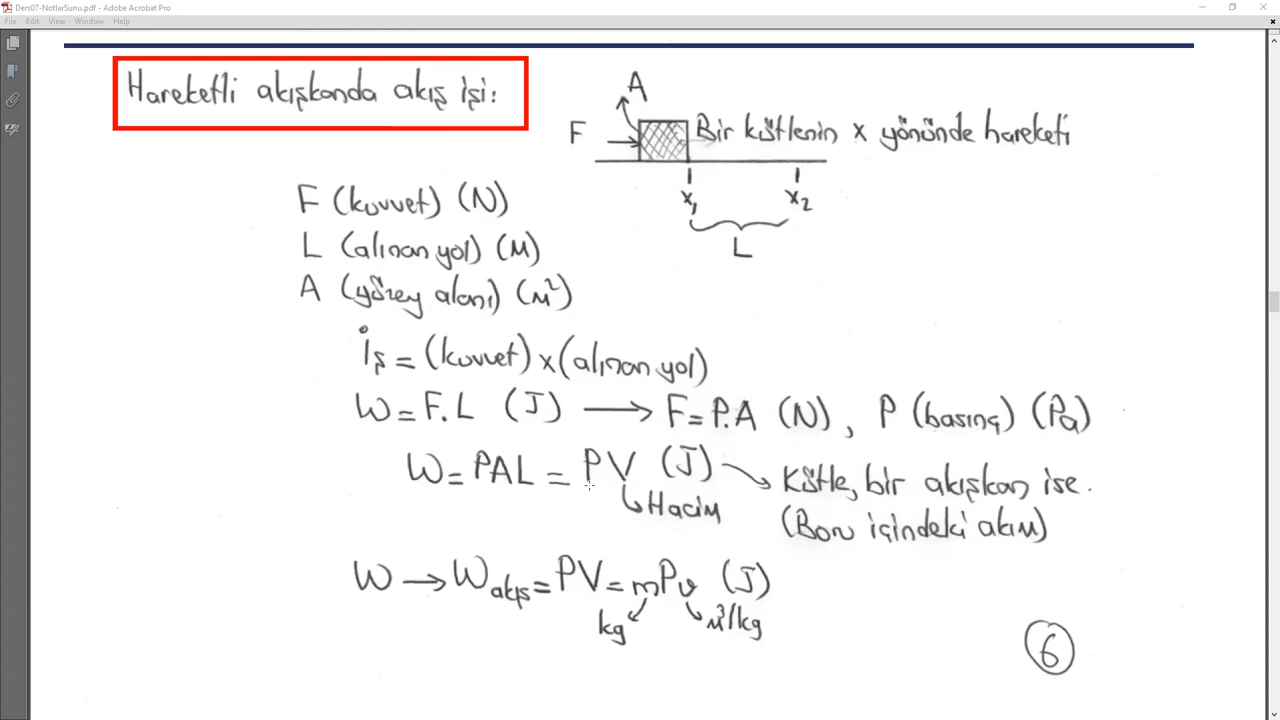 Ders07-NotlarSunu.pdf - Adobe Acrobat Pro
File Edit View Window Help
Hareketli akışkanda akış işi:
A
F
Bir kütlenin x yönünde hareketi
x₁ x₂
L
F (kuvvet) (N)
L (alınan yol) (m)
A (yüzey alanı) (m²)
İş = (kuvvet) x (alınan yol)
W = F.L (J) → F = P.A (N), P (basınç) (Pa)
W = PAL = PV (J) → Kütle, bir akışkan ise.
Hacim
(Boru içindeki akım)
W → Wakış = PV = mPv (J)
kg m³/kg
6